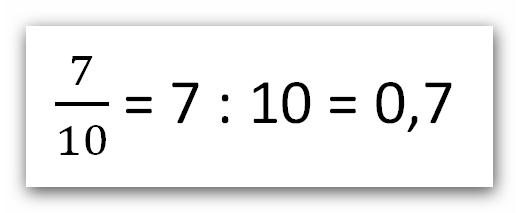 7/10 = 7 : 10 = 0,7